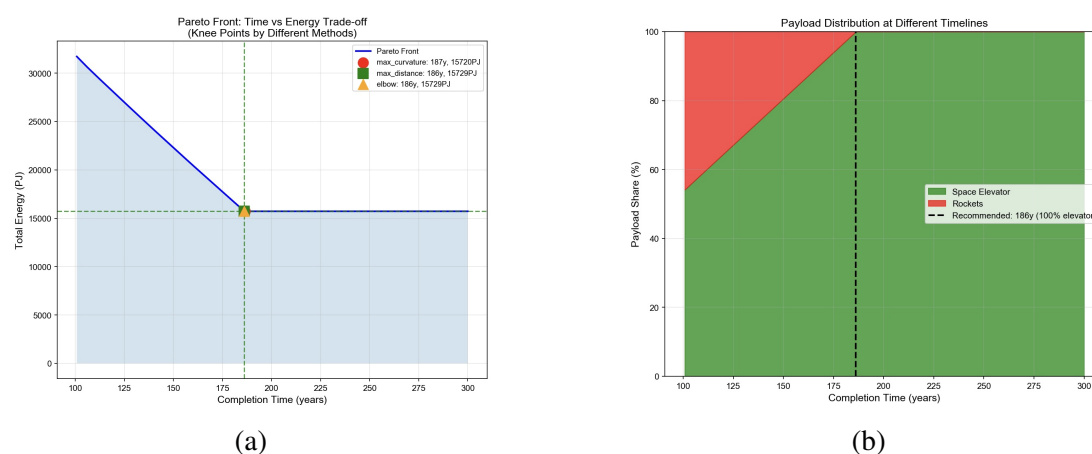 Pareto Front: Time vs Energy Trade-off
(Knee Points by Different Methods)
Pareto Front
max_curvature: 187y, 15720PJ
max_distance: 186y, 15729PJ
elbow: 186y, 15729PJ
Total Energy (PJ)
30000
25000
20000
15000
10000
5000
0
100 125 150 175 200 225 250 275 300
Completion Time (years)
(a)
Payload Distribution at Different Timelines
Payload Share (%)
100
80
60
40
20
0
Space Elevator
Rockets
Recommended: 186y (100% elevator
100 125 150 175 200 225 250 275 300
Completion Time (years)
(b)